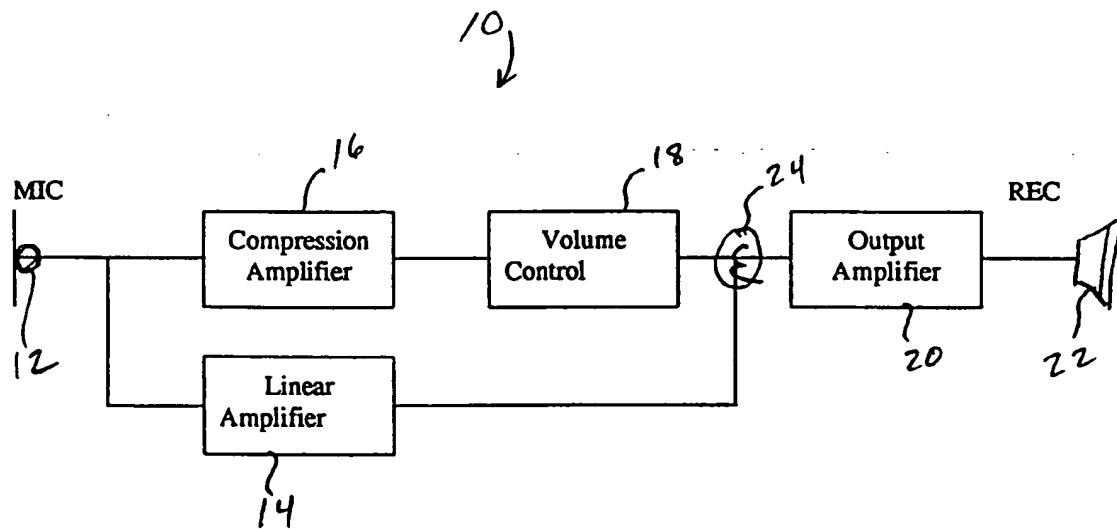 10
16
18
24
MIC
REC
Compression
Amplifier
Volume
Control
Σ
Output
Amplifier
12
20
22
Linear
Amplifier
14